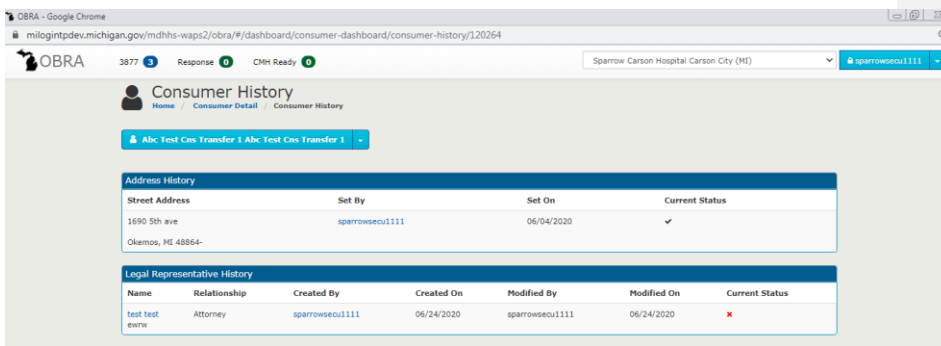 OBRA - Google Chrome
milogintpdev.michigan.gov/mdhhs-waps2/obra/#/dashboard/consumer-dashboard/consumer-history/120264
OBRA 3877 3 Response 0 CMH Ready 0 Sparrow Carson Hospital Carson City (MI) sparrowsecu1111
Consumer History
Home / Consumer Detail / Consumer History
Abc Test Cns Transfer 1 Abc Test Cns Transfer 1
Address History
Street Address Set By Set On Current Status
1690 5th ave sparrowsecu1111 06/04/2020
Okemos, MI 48864-
Legal Representative History
Name Relationship Created By Created On Modified By Modified On Current Status
test test Attorney sparrowsecu1111 06/24/2020 sparrowsecu1111 06/24/2020
ewrw